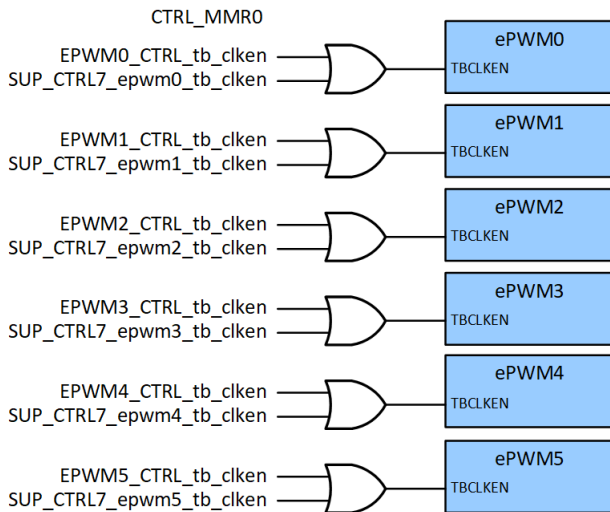 CTRL_MMR0
ePWM0
EPWM0_CTRL_tb_clken
SUP_CTRL7_epwm0_tb_clken
TBCLKEN
ePWM1
EPWM1_CTRL_tb_clken
SUP_CTRL7_epwm1_tb_clken
TBCLKEN
ePWM2
EPWM2_CTRL_tb_clken
SUP_CTRL7_epwm2_tb_clken
TBCLKEN
ePWM3
EPWM3_CTRL_tb_clken
SUP_CTRL7_epwm3_tb_clken
TBCLKEN
ePWM4
EPWM4_CTRL_tb_clken
SUP_CTRL7_epwm4_tb_clken
TBCLKEN
ePWM5
EPWM5_CTRL_tb_clken
SUP_CTRL7_epwm5_tb_clken
TBCLKEN